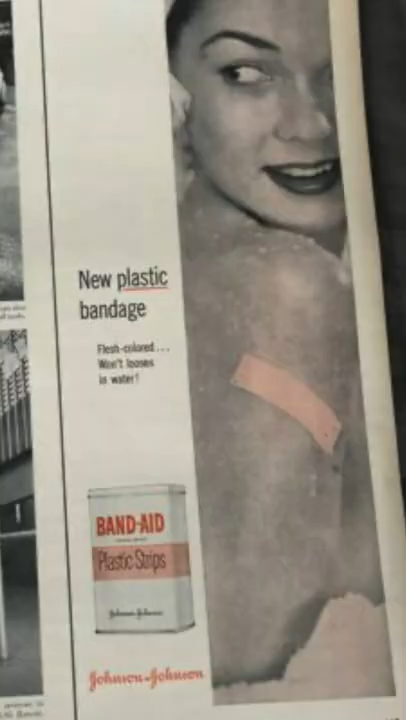 New plastic
bandage
Flesh-colored...
Won't loosen
in water!
BAND-AID
Plastic Strips
Johnson & Johnson
Johnson & Johnson